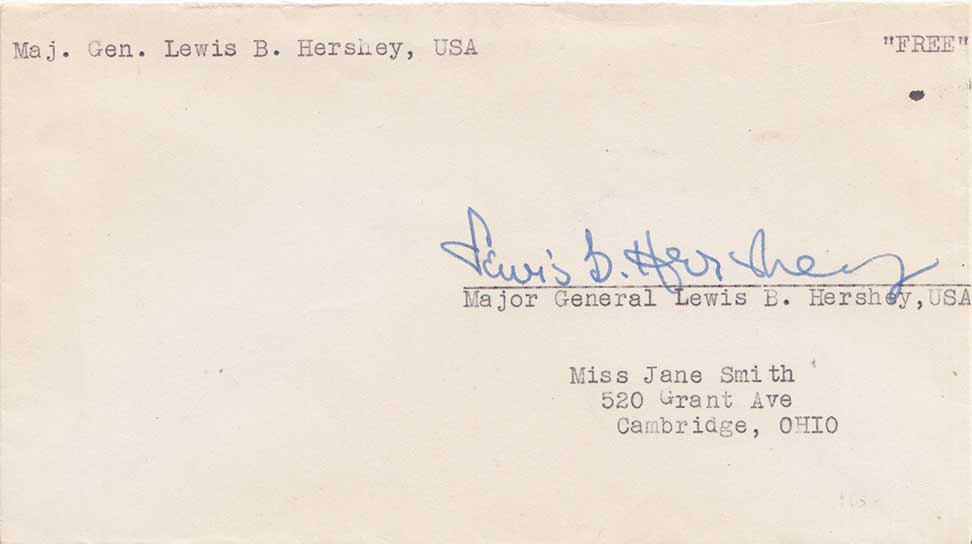 Maj. Gen. Lewis B. Hershey, USA
"FREE"
Lewis B. Hershey
Major General Lewis B. Hershey,USA
Miss Jane Smith
520 Grant Ave
Cambridge, OHIO